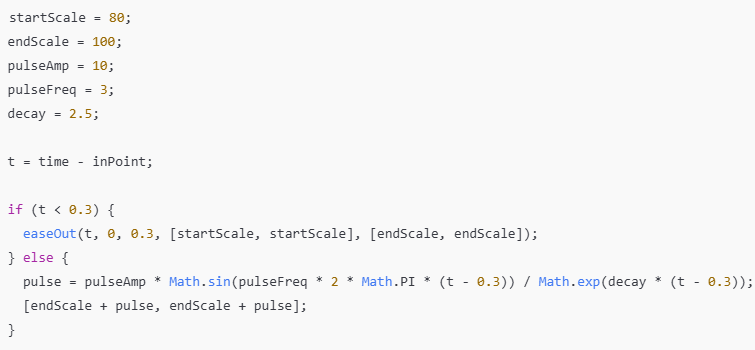 startScale = 80;
endScale = 100;
pulseAmp = 10;
pulseFreq = 3;
decay = 2.5;
t = time - inPoint;
if (t < 0.3) {
  easeOut(t, 0, 0.3, [startScale, startScale], [endScale, endScale]);
} else {
  pulse = pulseAmp * Math.sin(pulseFreq * 2 * Math.PI * (t - 0.3)) / Math.exp(decay * (t - 0.3));
  [endScale + pulse, endScale + pulse];
}